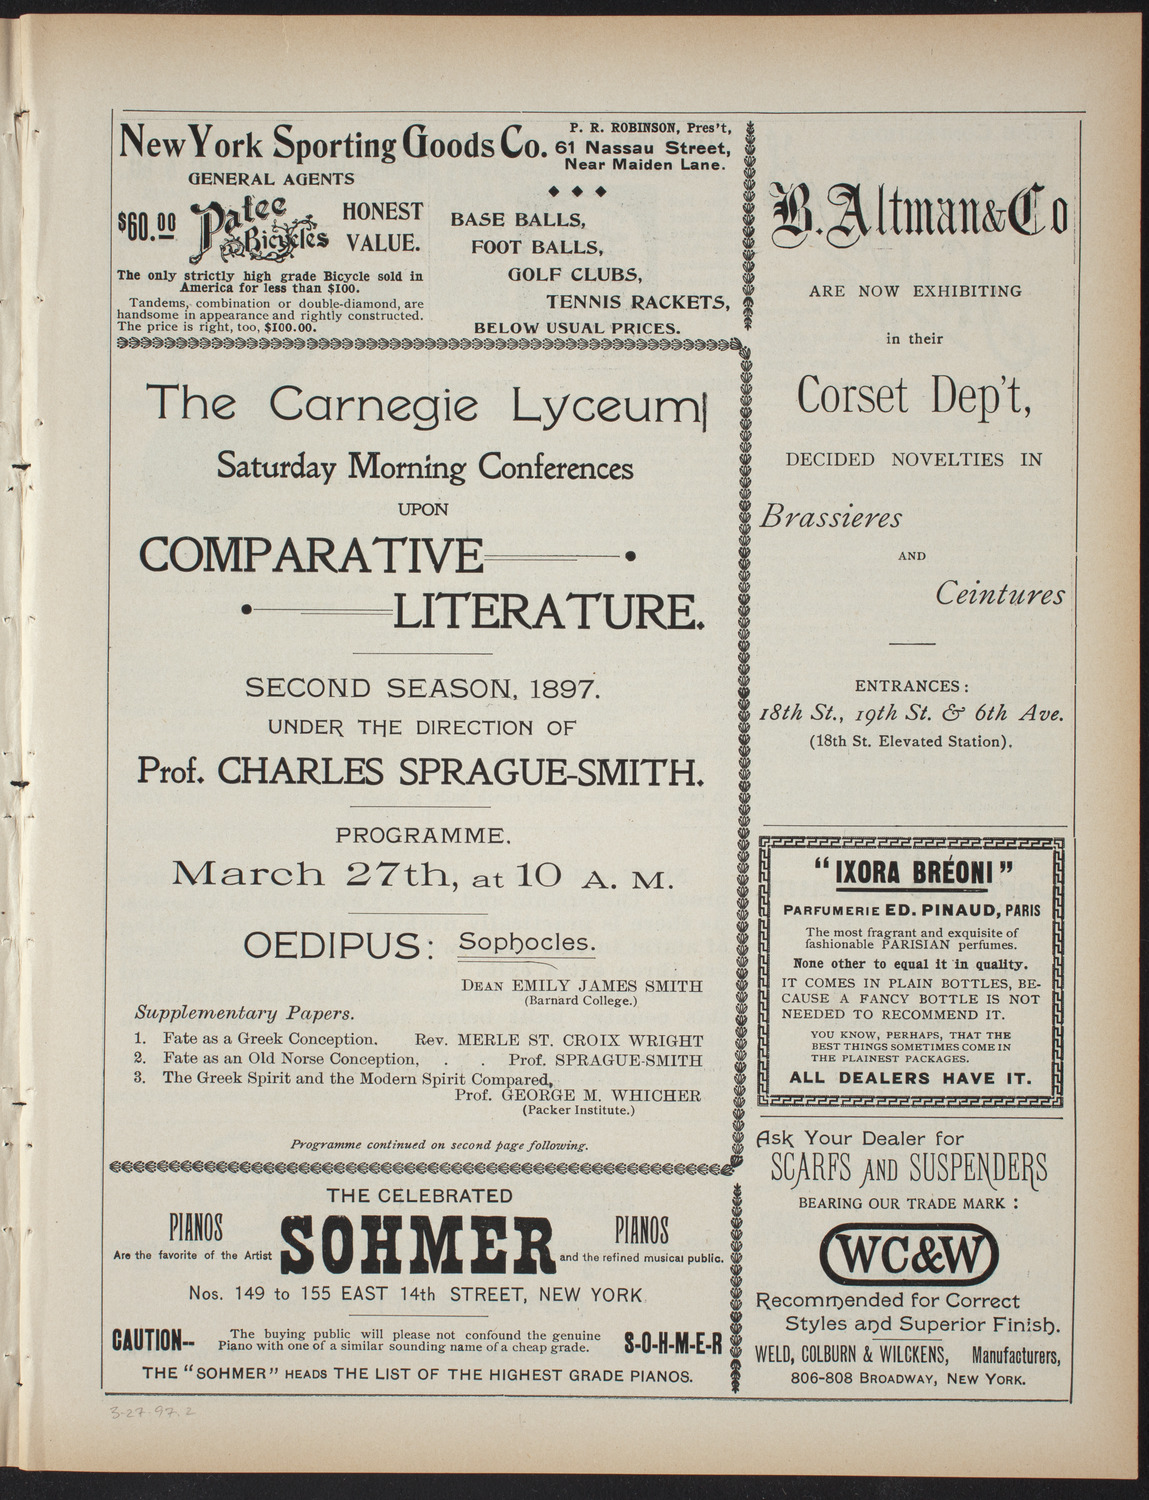 New York Sporting Goods Co.
P. R. ROBINSON, Pres't,
61 Nassau Street,
Near Maiden Lane.
GENERAL AGENTS
$60.00
Patee
Bicycles
HONEST
VALUE.
The only strictly high grade Bicycle sold in
America for less than $100.
Tandems, combination or double-diamond, are
handsome in appearance and rightly constructed.
The price is right, too, $100.00.
BASE BALLS,
FOOT BALLS,
GOLF CLUBS,
TENNIS RACKETS,
BELOW USUAL PRICES.
The Carnegie Lyceum
Saturday Morning Conferences
UPON
COMPARATIVE
LITERATURE.
SECOND SEASON, 1897.
UNDER THE DIRECTION OF
Prof. CHARLES SPRAGUE-SMITH.
PROGRAMME.
March 27th, at 10 A. M.
OEDIPUS: Sophocles.
DEAN EMILY JAMES SMITH
(Barnard College.)
Supplementary Papers.
1. Fate as a Greek Conception. Rev. MERLE ST. CROIX WRIGHT
2. Fate as an Old Norse Conception, . . Prof. SPRAGUE-SMITH
3. The Greek Spirit and the Modern Spirit Compared,
Prof. GEORGE M. WHICHER
(Packer Institute.)
Programme continued on second page following.
THE CELEBRATED
PIANOS SOHMER PIANOS
Are the favorite of the Artist and the refined musical public.
Nos. 149 to 155 EAST 14th STREET, NEW YORK
CAUTION--
The buying public will please not confound the genuine
Piano with one of a similar sounding name of a cheap grade.
S-O-H-M-E-R
THE "SOHMER" HEADS THE LIST OF THE HIGHEST GRADE PIANOS.
B. Altman & Co
ARE NOW EXHIBITING
in their
Corset Dep't,
DECIDED NOVELTIES IN
Brassieres
AND
Ceintures
ENTRANCES:
18th St., 19th St. & 6th Ave.
(18th St. Elevated Station).
"IXORA BRÉONI"
PARFUMERIE ED. PINAUD, PARIS
The most fragrant and exquisite of
fashionable PARISIAN perfumes.
None other to equal it in quality.
IT COMES IN PLAIN BOTTLES, BE-
CAUSE A FANCY BOTTLE IS NOT
NEEDED TO RECOMMEND IT.
YOU KNOW, PERHAPS, THAT THE
BEST THINGS SOMETIMES COME IN
THE PLAINEST PACKAGES.
ALL DEALERS HAVE IT.
Ask Your Dealer for
SCARFS AND SUSPENDERS
BEARING OUR TRADE MARK:
WC&W
Recommended for Correct
Styles and Superior Finish.
WELD, COLBURN & WILCKENS, Manufacturers,
806-808 BROADWAY, NEW YORK.
3-27-97.2